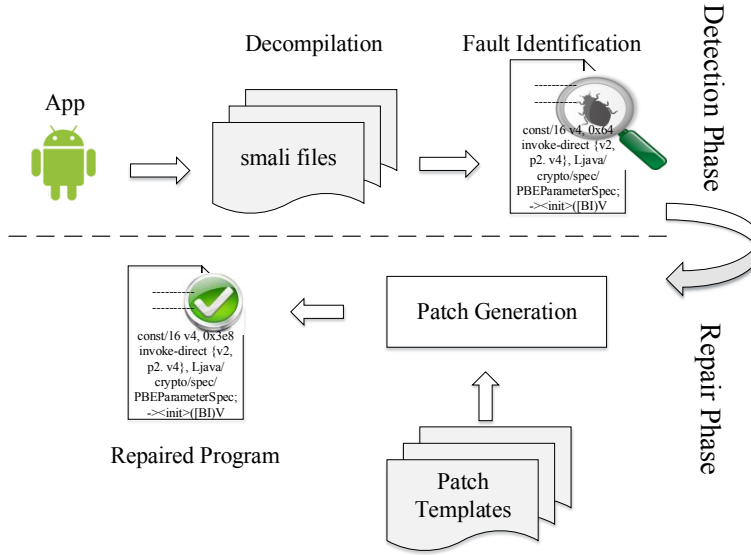 Decompilation
Fault Identification
App
smali files
const/16 v4, 0x64
invoke-direct {v2,
p2. v4}, Ljava/
crypto/spec/
PBEParameterSpec;
-><init>([BI)V
Detection Phase
const/16 v4, 0x3e8
invoke-direct {v2,
p2. v4}, Ljava/
crypto/spec/
PBEParameterSpec;
-><init>([BI)V
Repaired Program
Patch Generation
Patch
Templates
Repair Phase